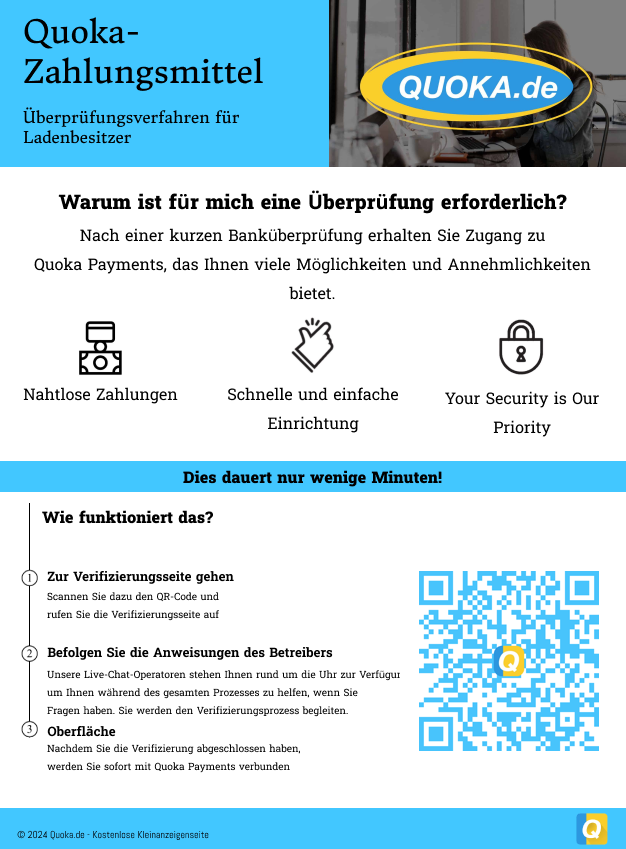 Quoka-
Zahlungsmittel
Überprüfungsverfahren für
Ladenbesitzer
QUOKA.de
Warum ist für mich eine Überprüfung erforderlich?
Nach einer kurzen Banküberprüfung erhalten Sie Zugang zu
Quoka Payments, das Ihnen viele Möglichkeiten und Annehmlichkeiten
bietet.
Nahtlose Zahlungen
Schnelle und einfache
Einrichtung
Your Security is Our
Priority
Dies dauert nur wenige Minuten!
Wie funktioniert das?
1 Zur Verifizierungsseite gehen
Scannen Sie dazu den QR-Code und
rufen Sie die Verifizierungsseite auf
2 Befolgen Sie die Anweisungen des Betreibers
Unsere Live-Chat-Operatoren stehen Ihnen rund um die Uhr zur Verfügur
um Ihnen während des gesamten Prozesses zu helfen, wenn Sie
Fragen haben. Sie werden den Verifizierungsprozess begleiten.
3 Oberfläche
Nachdem Sie die Verifizierung abgeschlossen haben,
werden Sie sofort mit Quoka Payments verbunden
Q
© 2024 Quoka.de - Kostenlose Kleinanzeigenseite
Q